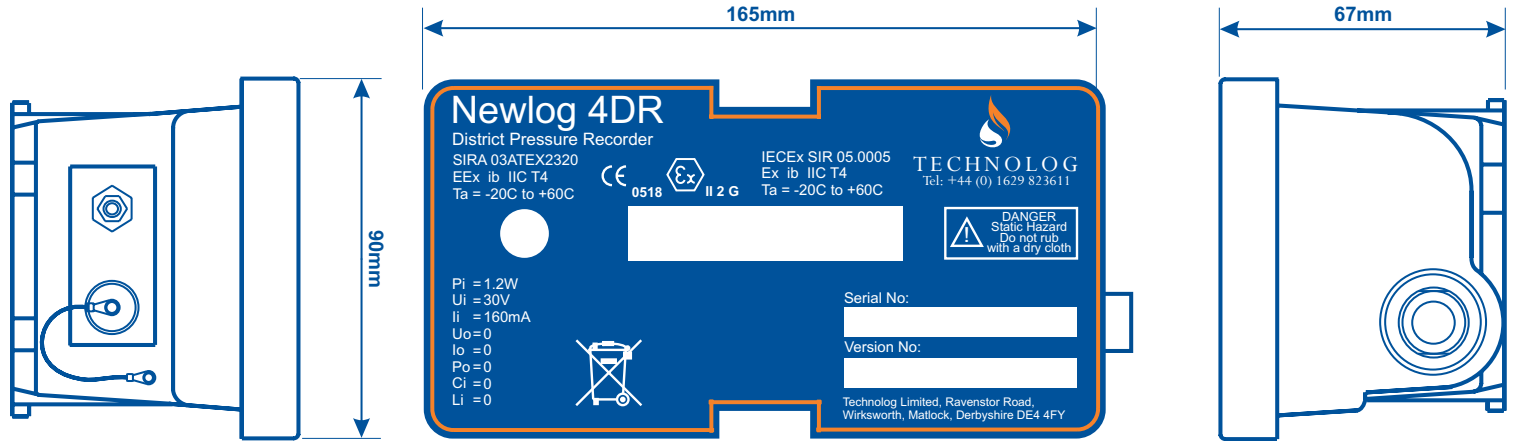 165mm
67mm
90mm
Newlog 4DR
District Pressure Recorder
SIRA 03ATEX2320
EEx ib IIC T4
Ta = -20C to +60C
CE 0518
Ex II 2 G
IECEx SIR 05.0005
Ex ib IIC T4
Ta = -20C to +60C
TECHNOLOG
Tel: +44 (0) 1629 823611
DANGER
Static Hazard
Do not rub
with a dry cloth
Pi = 1.2W
Ui = 30V
Ii = 160mA
Uo = 0
Io = 0
Po = 0
Ci = 0
Li = 0
Serial No:
Version No:
Technolog Limited, Ravenstor Road,
Wirksworth, Matlock, Derbyshire DE4 4FY